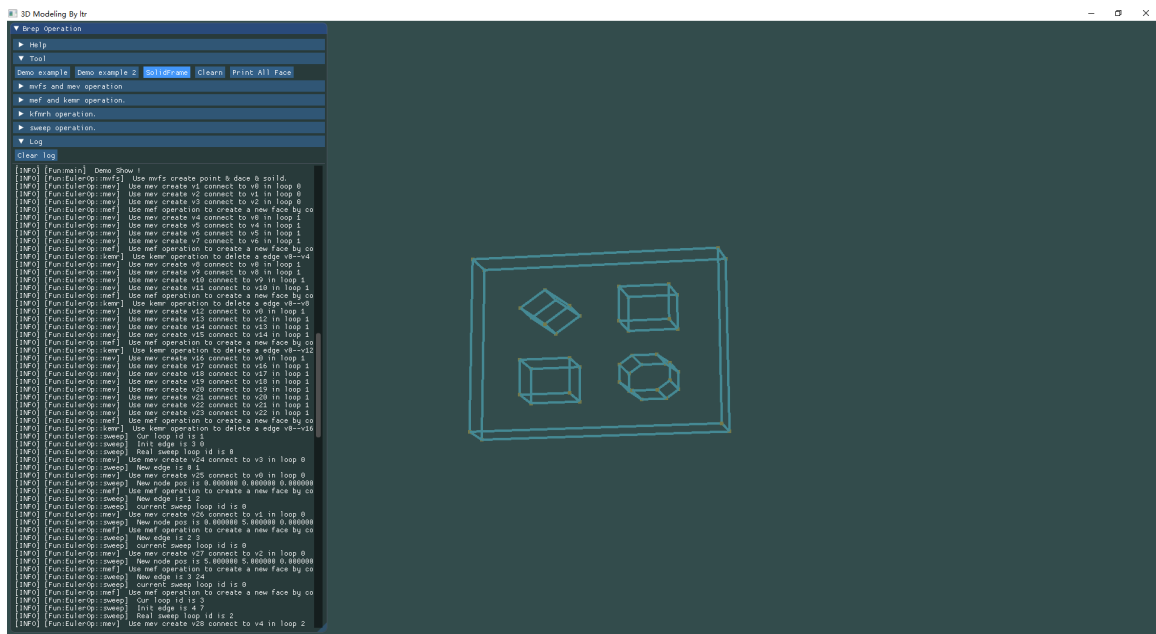 3D Modeling By ltr
▼ Brep Operation
▶ Help
▼ Tool
Demo example Demo example 2 SolidFrame Clearn Print All Face
▶ mvfs and mev operation
▶ mef and kemr operation.
▶ kfmrh operation.
▶ sweep operation.
▼ Log
Clear log
[INFO] [Fun:main] Demo Show !
[INFO] [Fun:EulerOp::mvfs] Use mvfs create point & dace & soild.
[INFO] [Fun:EulerOp::mev] Use mev create v1 connect to v0 in loop 0
[INFO] [Fun:EulerOp::mev] Use mev create v2 connect to v1 in loop 0
[INFO] [Fun:EulerOp::mev] Use mev create v3 connect to v2 in loop 0
[INFO] [Fun:EulerOp::mef] Use mef operation to create a new face by co
[INFO] [Fun:EulerOp::mev] Use mev create v4 connect to v0 in loop 1
[INFO] [Fun:EulerOp::mev] Use mev create v5 connect to v4 in loop 1
[INFO] [Fun:EulerOp::mev] Use mev create v6 connect to v5 in loop 1
[INFO] [Fun:EulerOp::mev] Use mev create v7 connect to v6 in loop 1
[INFO] [Fun:EulerOp::mef] Use mef operation to create a new face by co
[INFO] [Fun:EulerOp::kemr] Use kemr operation to delete a edge v0--v4
[INFO] [Fun:EulerOp::mev] Use mev create v8 connect to v0 in loop 1
[INFO] [Fun:EulerOp::mev] Use mev create v9 connect to v8 in loop 1
[INFO] [Fun:EulerOp::mev] Use mev create v10 connect to v9 in loop 1
[INFO] [Fun:EulerOp::mev] Use mev create v11 connect to v10 in loop 1
[INFO] [Fun:EulerOp::mef] Use mef operation to create a new face by co
[INFO] [Fun:EulerOp::kemr] Use kemr operation to delete a edge v0--v8
[INFO] [Fun:EulerOp::mev] Use mev create v12 connect to v0 in loop 1
[INFO] [Fun:EulerOp::mev] Use mev create v13 connect to v12 in loop 1
[INFO] [Fun:EulerOp::mev] Use mev create v14 connect to v13 in loop 1
[INFO] [Fun:EulerOp::mev] Use mev create v15 connect to v14 in loop 1
[INFO] [Fun:EulerOp::mef] Use mef operation to create a new face by co
[INFO] [Fun:EulerOp::kemr] Use kemr operation to delete a edge v0--v12
[INFO] [Fun:EulerOp::mev] Use mev create v16 connect to v0 in loop 1
[INFO] [Fun:EulerOp::mev] Use mev create v17 connect to v16 in loop 1
[INFO] [Fun:EulerOp::mev] Use mev create v18 connect to v17 in loop 1
[INFO] [Fun:EulerOp::mev] Use mev create v19 connect to v18 in loop 1
[INFO] [Fun:EulerOp::mev] Use mev create v20 connect to v19 in loop 1
[INFO] [Fun:EulerOp::mev] Use mev create v21 connect to v20 in loop 1
[INFO] [Fun:EulerOp::mev] Use mev create v22 connect to v21 in loop 1
[INFO] [Fun:EulerOp::mev] Use mev create v23 connect to v22 in loop 1
[INFO] [Fun:EulerOp::mef] Use mef operation to create a new face by co
[INFO] [Fun:EulerOp::kemr] Use kemr operation to delete a edge v0--v16
[INFO] [Fun:EulerOp::sweep] Cur loop id is 1
[INFO] [Fun:EulerOp::sweep] Init edge is 3 0
[INFO] [Fun:EulerOp::sweep] Real sweep loop id is 0
[INFO] [Fun:EulerOp::mev] Use mev create v24 connect to v3 in loop 0
[INFO] [Fun:EulerOp::sweep] New edge is 0 1
[INFO] [Fun:EulerOp::mev] Use mev create v25 connect to v0 in loop 0
[INFO] [Fun:EulerOp::sweep] New node pos is 0.000000 0.000000 0.000000
[INFO] [Fun:EulerOp::mef] Use mef operation to create a new face by co
[INFO] [Fun:EulerOp::sweep] New edge is 1 2
[INFO] [Fun:EulerOp::sweep] current sweep loop id is 0
[INFO] [Fun:EulerOp::mev] Use mev create v26 connect to v1 in loop 0
[INFO] [Fun:EulerOp::sweep] New node pos is 0.000000 5.000000 0.000000
[INFO] [Fun:EulerOp::mef] Use mef operation to create a new face by co
[INFO] [Fun:EulerOp::sweep] New edge is 2 3
[INFO] [Fun:EulerOp::sweep] current sweep loop id is 0
[INFO] [Fun:EulerOp::mev] Use mev create v27 connect to v2 in loop 0
[INFO] [Fun:EulerOp::sweep] New node pos is 5.000000 5.000000 0.000000
[INFO] [Fun:EulerOp::mef] Use mef operation to create a new face by co
[INFO] [Fun:EulerOp::sweep] New edge is 3 24
[INFO] [Fun:EulerOp::sweep] current sweep loop id is 0
[INFO] [Fun:EulerOp::mef] Use mef operation to create a new face by co
[INFO] [Fun:EulerOp::sweep] Cur loop id is 3
[INFO] [Fun:EulerOp::sweep] Init edge is 4 7
[INFO] [Fun:EulerOp::sweep] Real sweep loop id is 2
[INFO] [Fun:EulerOp::mev] Use mev create v28 connect to v4 in loop 2